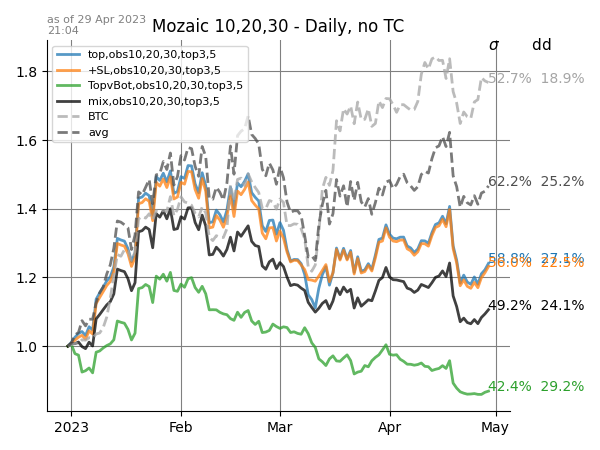 as of 29 Apr 2023
21:04
Mozaic 10,20,30 - Daily, no TC
σ dd
top,obs10,20,30,top3,5
+SL,obs10,20,30,top3,5
TopvBot,obs10,20,30,top3,5
mix,obs10,20,30,top3,5
BTC
avg
1.8
1.6
1.4
1.2
1.0
52.7% 18.9%
62.2% 25.2%
58.8% 27.1%
49.2% 24.1%
42.4% 29.2%
2023 Feb Mar Apr May